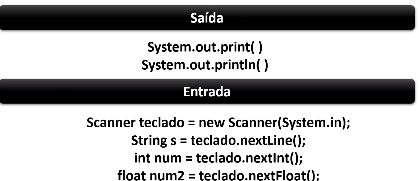 Saída
System.out.print( )
System.out.println( )
Entrada
Scanner teclado = new Scanner(System.in);
String s = teclado.nextLine();
int num = teclado.nextInt();
float num2 = teclado.nextFloat();